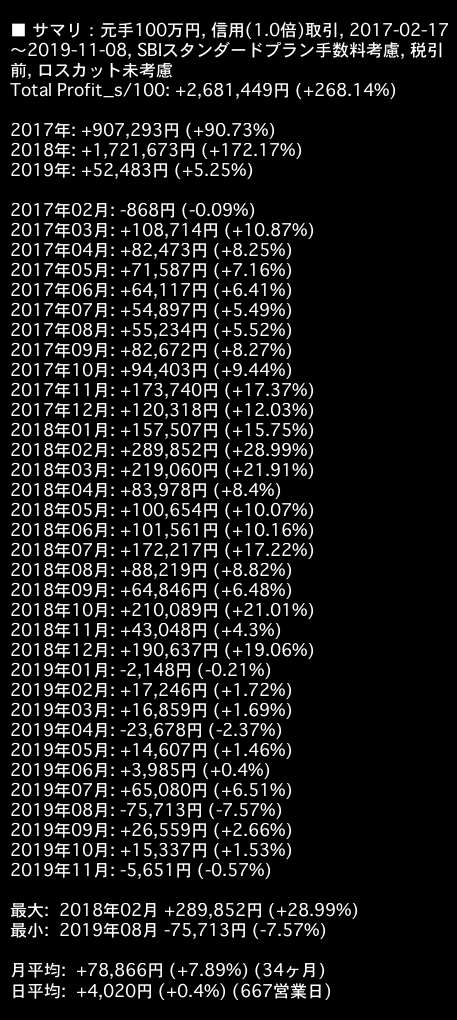 ■ サマリ：元手100万円, 信用(1.0倍)取引, 2017-02-17
～2019-11-08, SBIスタンダードプラン手数料考慮, 税引
前, ロスカット未考慮
Total Profit_s/100: +2,681,449円 (+268.14%)
2017年: +907,293円 (+90.73%)
2018年: +1,721,673円 (+172.17%)
2019年: +52,483円 (+5.25%)
2017年02月: -868円 (-0.09%)
2017年03月: +108,714円 (+10.87%)
2017年04月: +82,473円 (+8.25%)
2017年05月: +71,587円 (+7.16%)
2017年06月: +64,117円 (+6.41%)
2017年07月: +54,897円 (+5.49%)
2017年08月: +55,234円 (+5.52%)
2017年09月: +82,672円 (+8.27%)
2017年10月: +94,403円 (+9.44%)
2017年11月: +173,740円 (+17.37%)
2017年12月: +120,318円 (+12.03%)
2018年01月: +157,507円 (+15.75%)
2018年02月: +289,852円 (+28.99%)
2018年03月: +219,060円 (+21.91%)
2018年04月: +83,978円 (+8.4%)
2018年05月: +100,654円 (+10.07%)
2018年06月: +101,561円 (+10.16%)
2018年07月: +172,217円 (+17.22%)
2018年08月: +88,219円 (+8.82%)
2018年09月: +64,846円 (+6.48%)
2018年10月: +210,089円 (+21.01%)
2018年11月: +43,048円 (+4.3%)
2018年12月: +190,637円 (+19.06%)
2019年01月: -2,148円 (-0.21%)
2019年02月: +17,246円 (+1.72%)
2019年03月: +16,859円 (+1.69%)
2019年04月: -23,678円 (-2.37%)
2019年05月: +14,607円 (+1.46%)
2019年06月: +3,985円 (+0.4%)
2019年07月: +65,080円 (+6.51%)
2019年08月: -75,713円 (-7.57%)
2019年09月: +26,559円 (+2.66%)
2019年10月: +15,337円 (+1.53%)
2019年11月: -5,651円 (-0.57%)
最大: 2018年02月 +289,852円 (+28.99%)
最小: 2019年08月 -75,713円 (-7.57%)
月平均: +78,866円 (+7.89%) (34ヶ月)
日平均: +4,020円 (+0.4%) (667営業日)